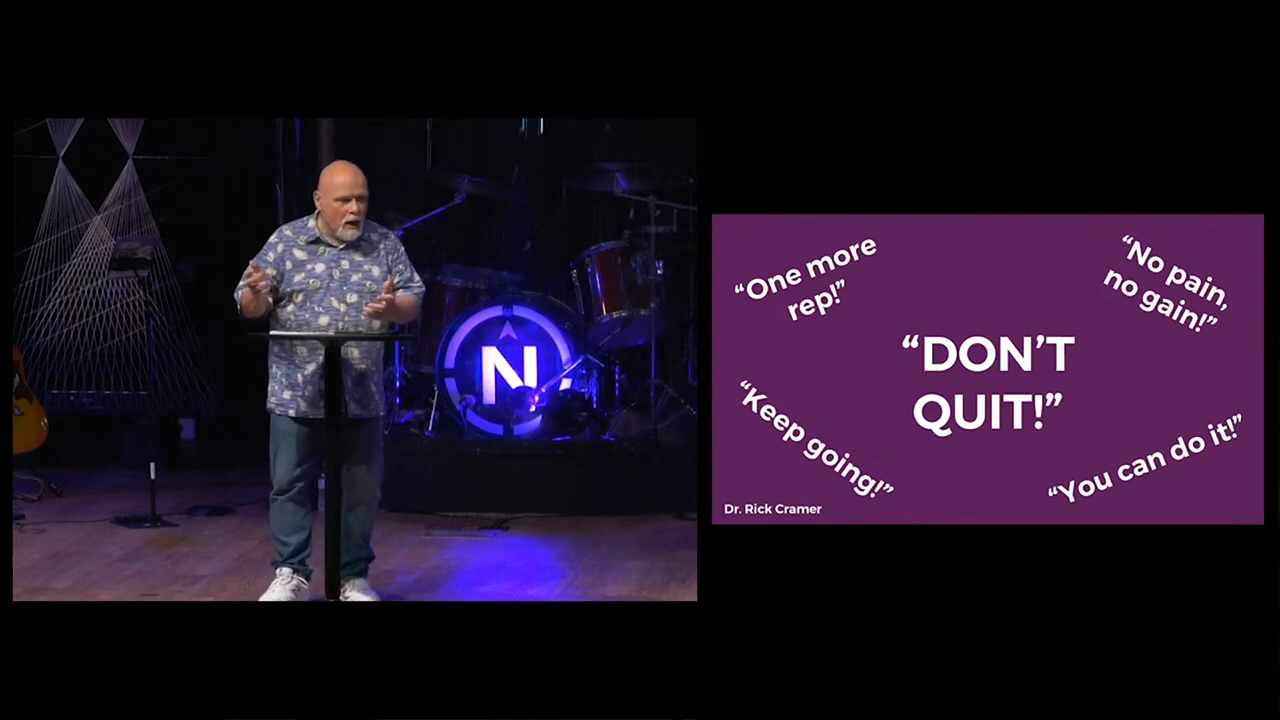 N
“One more
rep!”
“No pain,
no gain!”
“DON’T
QUIT!”
“Keep going!”
“You can do it!”
Dr. Rick Cramer